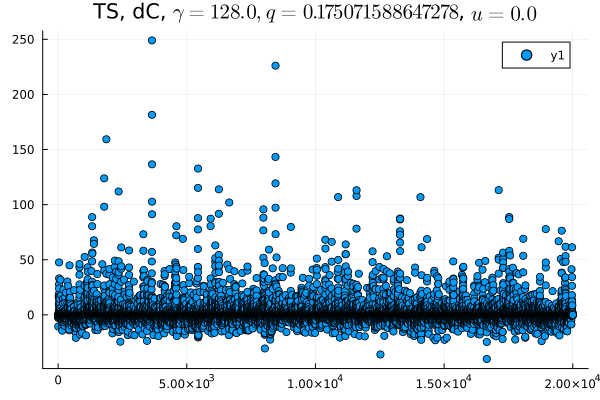 TS, dC, γ = 128.0, q = 0.175071588647278, u = 0.0
y1
250
200
150
100
50
0
0 5.00×10³ 1.00×10⁴ 1.50×10⁴ 2.00×10⁴